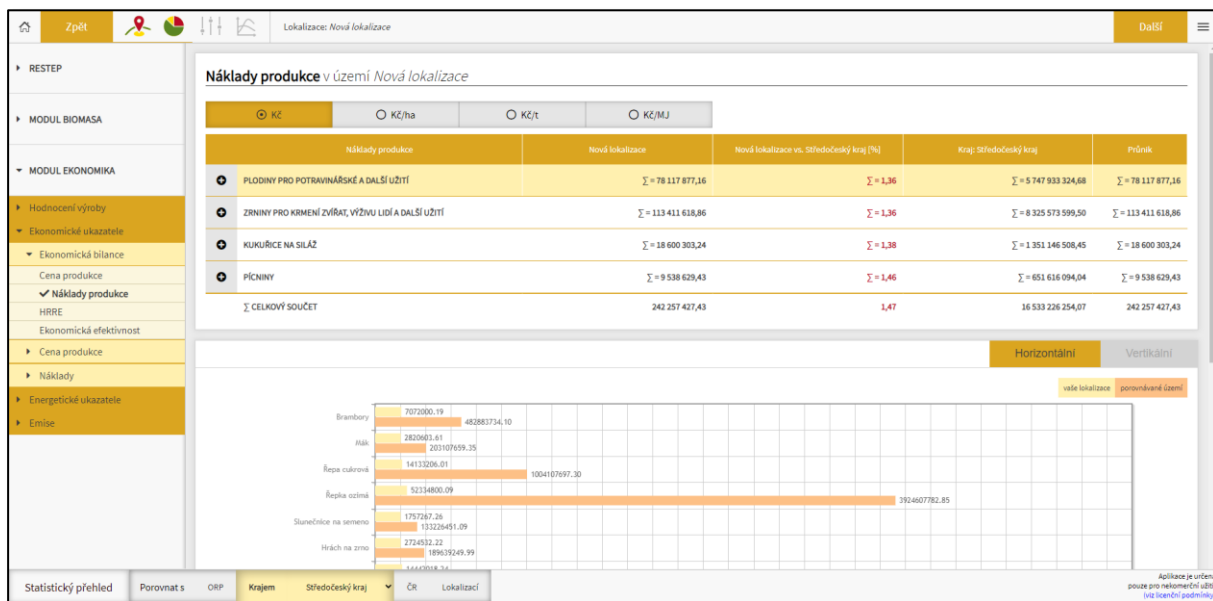 Zpět
Lokalizace: Nová lokalizace
Další
RESTEP
MODUL BIOMASA
MODUL EKONOMIKA
Hodnocení výroby
Ekonomické ukazatele
Ekonomická bilance
Cena produkce
Náklady produkce
HRRE
Ekonomická efektivnost
Cena produkce
Náklady
Energetické ukazatele
Emise
Náklady produkce v území Nová lokalizace
Kč Kč/ha Kč/t Kč/MJ
Náklady produkce Nová lokalizace Nová lokalizace vs. Středočeský kraj [%] Kraj: Středočeský kraj Průnik
PLODINY PRO POTRAVINÁŘSKÉ A DALŠÍ UŽITÍ ∑ = 78 117 877,16 ∑ = 1,36 ∑ = 5 747 933 324,68 ∑ = 78 117 877,16
ZRNINY PRO KRMENÍ ZVÍŘAT, VÝŽIVU LIDÍ A DALŠÍ UŽITÍ ∑ = 113 411 618,86 ∑ = 1,36 ∑ = 8 325 573 599,50 ∑ = 113 411 618,86
KUKUŘICE NA SILÁŽ ∑ = 18 600 303,24 ∑ = 1,38 ∑ = 1 351 146 508,45 ∑ = 18 600 303,24
PÍCNINY ∑ = 9 538 629,43 ∑ = 1,46 ∑ = 651 616 094,04 ∑ = 9 538 629,43
∑ CELKOVÝ SOUČET 242 257 427,43 1,47 16 533 226 254,07 242 257 427,43
Horizontální Vertikální
vaše lokalizace porovnávané území
Brambory 7072000.19
482883734.10
Mák 2820603.61
203107659.35
Řepa cukrová 14133206.01
1004107697.30
Řepka ozimá 52334800.09
3924607782.85
Slunečnice na semeno 1757267.26
133226451.09
Hrách na zrno 2724532.22
189639249.99
Statistický přehled Porovnat s ORP Krajem Středočeský kraj ČR Lokalizací
Aplikace je určena
pouze pro nekomerční užití
(viz licenční podmínky